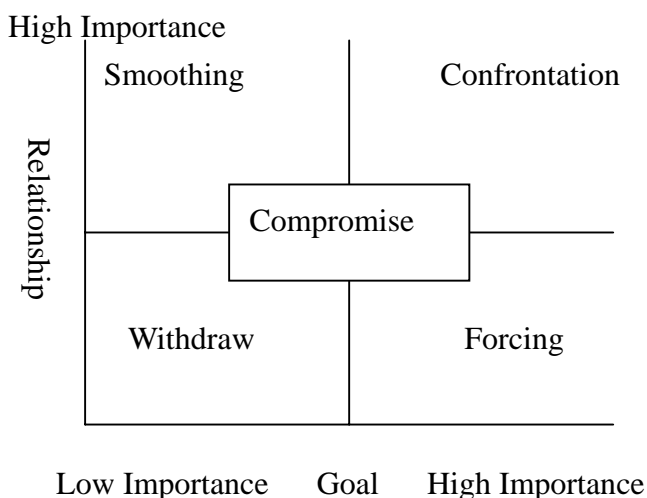 High Importance
Smoothing
Confrontation
Relationship
Compromise
Withdraw
Forcing
Low Importance
Goal
High Importance